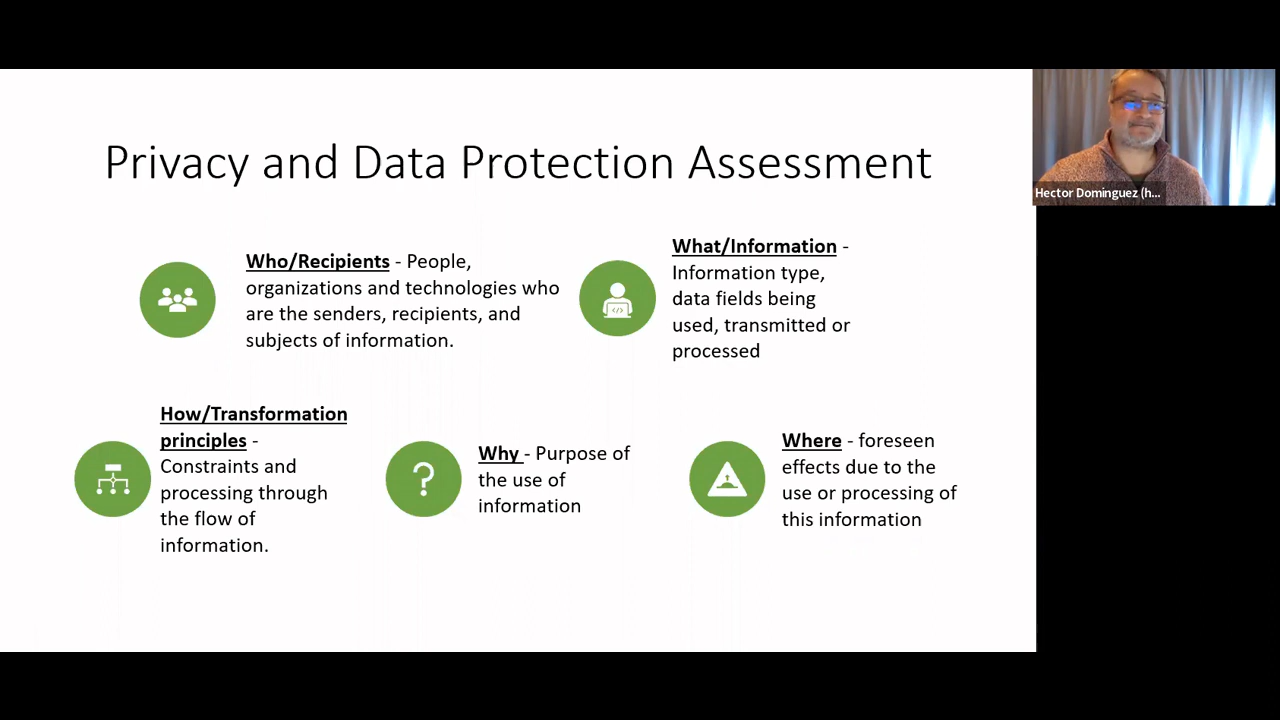 Privacy and Data Protection Assessment
Who/Recipients - People,
organizations and technologies who
are the senders, recipients, and
subjects of information.
What/Information -
Information type,
data fields being
used, transmitted or
processed
How/Transformation
principles -
Constraints and
processing through
the flow of
information.
Why - Purpose of
the use of
information
Where - foreseen
effects due to the
use or processing of
this information
Hector Dominguez (h...